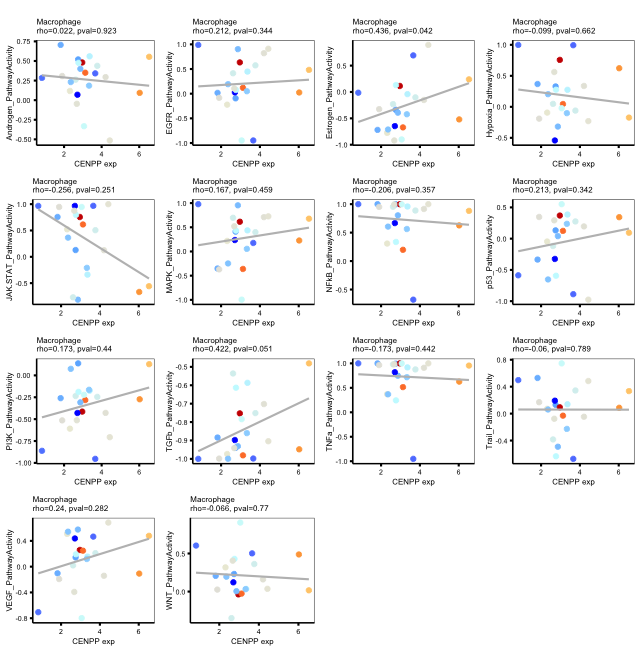 Macrophage
rho=0.022, pval=0.923
Androgen_PathwayActivity
0.75
0.50
0.25
0.00
-0.25
-0.50
2
4
6
CENPP exp
Macrophage
rho=0.212, pval=0.344
EGFR_PathwayActivity
1.0
0.5
0.0
-0.5
-1.0
2
4
6
CENPP exp
Macrophage
rho=0.436, pval=0.042
Estrogen_PathwayActivity
1.0
0.5
0.0
-0.5
-1.0
2
4
6
CENPP exp
Macrophage
rho=-0.099, pval=0.662
Hypoxia_PathwayActivity
1.0
0.5
0.0
-0.5
2
4
6
CENPP exp
Macrophage
rho=-0.256, pval=0.251
JAK.STAT_PathwayActivity
1.0
0.5
0.0
-0.5
2
4
6
CENPP exp
Macrophage
rho=0.167, pval=0.459
MAPK_PathwayActivity
1.0
0.5
0.0
-0.5
-1.0
2
4
6
CENPP exp
Macrophage
rho=-0.206, pval=0.357
NFkB_PathwayActivity
1.0
0.5
0.0
-0.5
2
4
6
CENPP exp
Macrophage
rho=0.213, pval=0.342
p53_PathwayActivity
0.5
0.0
-0.5
-1.0
2
4
6
CENPP exp
Macrophage
rho=0.173, pval=0.44
PI3K_PathwayActivity
0.00
-0.25
-0.50
-0.75
-1.00
2
4
6
CENPP exp
Macrophage
rho=0.422, pval=0.051
TGFb_PathwayActivity
-0.5
-0.6
-0.7
-0.8
-0.9
-1.0
2
4
6
CENPP exp
Macrophage
rho=-0.173, pval=0.442
TNFa_PathwayActivity
1.0
0.5
0.0
-0.5
-1.0
2
4
6
CENPP exp
Macrophage
rho=-0.06, pval=0.789
Trail_PathwayActivity
0.8
0.4
0.0
-0.4
2
4
6
CENPP exp
Macrophage
rho=0.24, pval=0.282
VEGF_PathwayActivity
0.4
0.0
-0.4
-0.8
2
4
6
CENPP exp
Macrophage
rho=-0.066, pval=0.77
WNT_PathwayActivity
0.5
0.0
2
4
6
CENPP exp